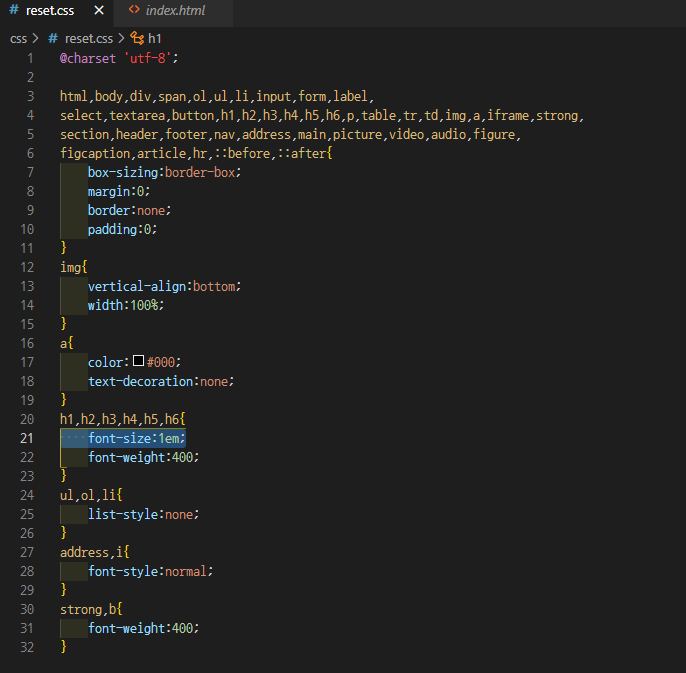 # reset.css × <> index.html
css > # reset.css > h1
1 @charset 'utf-8';
2
3 html,body,div,span,ol,ul,li,input,form,label,
4 select,textarea,button,h1,h2,h3,h4,h5,h6,p,table,tr,td,img,a,iframe,strong,
5 section,header,footer,nav,address,main,picture,video,audio,figure,
6 figcaption,article,hr,::before,::after{
7 box-sizing:border-box;
8 margin:0;
9 border:none;
10 padding:0;
11 }
12 img{
13 vertical-align:bottom;
14 width:100%;
15 }
16 a{
17 color:#000;
18 text-decoration:none;
19 }
20 h1,h2,h3,h4,h5,h6{
21 font-size:1em;
22 font-weight:400;
23 }
24 ul,ol,li{
25 list-style:none;
26 }
27 address,i{
28 font-style:normal;
29 }
30 strong,b{
31 font-weight:400;
32 }